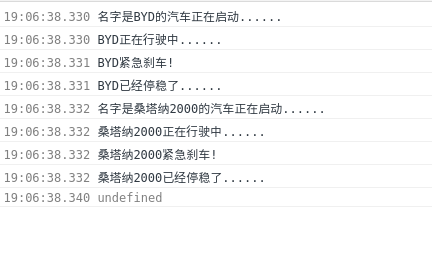 19:06:38.330 名字是BYD的汽车正在启动......
19:06:38.330 BYD正在行驶中......
19:06:38.331 BYD紧急刹车!
19:06:38.331 BYD已经停稳了......
19:06:38.332 名字是桑塔纳2000的汽车正在启动......
19:06:38.332 桑塔纳2000正在行驶中......
19:06:38.332 桑塔纳2000紧急刹车!
19:06:38.332 桑塔纳2000已经停稳了......
19:06:38.340 undefined